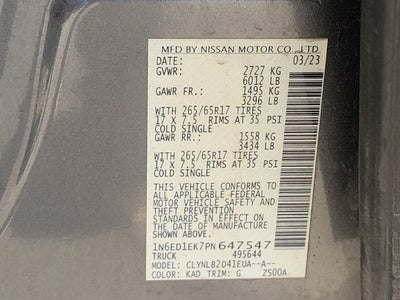 MFD BY NISSAN MOTOR CO.,LTD.
DATE: 03/23
GVWR: 2727 KG
6012 LB
GAWR FR.: 1495 KG
3296 LB
WITH 265/65R17 TIRES
17 X 7.5 RIMS AT 35 PSI
COLD SINGLE
GAWR RR.: 1558 KG
3434 LB
WITH 265/65R17 TIRES
17 X 7.5 RIMS AT 35 PSI
COLD SINGLE
THIS VEHICLE CONFORMS TO
ALL APPLICABLE FEDERAL
MOTOR VEHICLE SAFETY AND
THEFT PREVENTION
STANDARDS IN EFFECT ON
THE DATE OF MFR. SHOWN
ABOVE.
1N6ED1EK7PN647547
TRUCK 495644
MODEL: CLYNLB2D41EUA--A--
COLOR: KAD TRIM: G Z500A